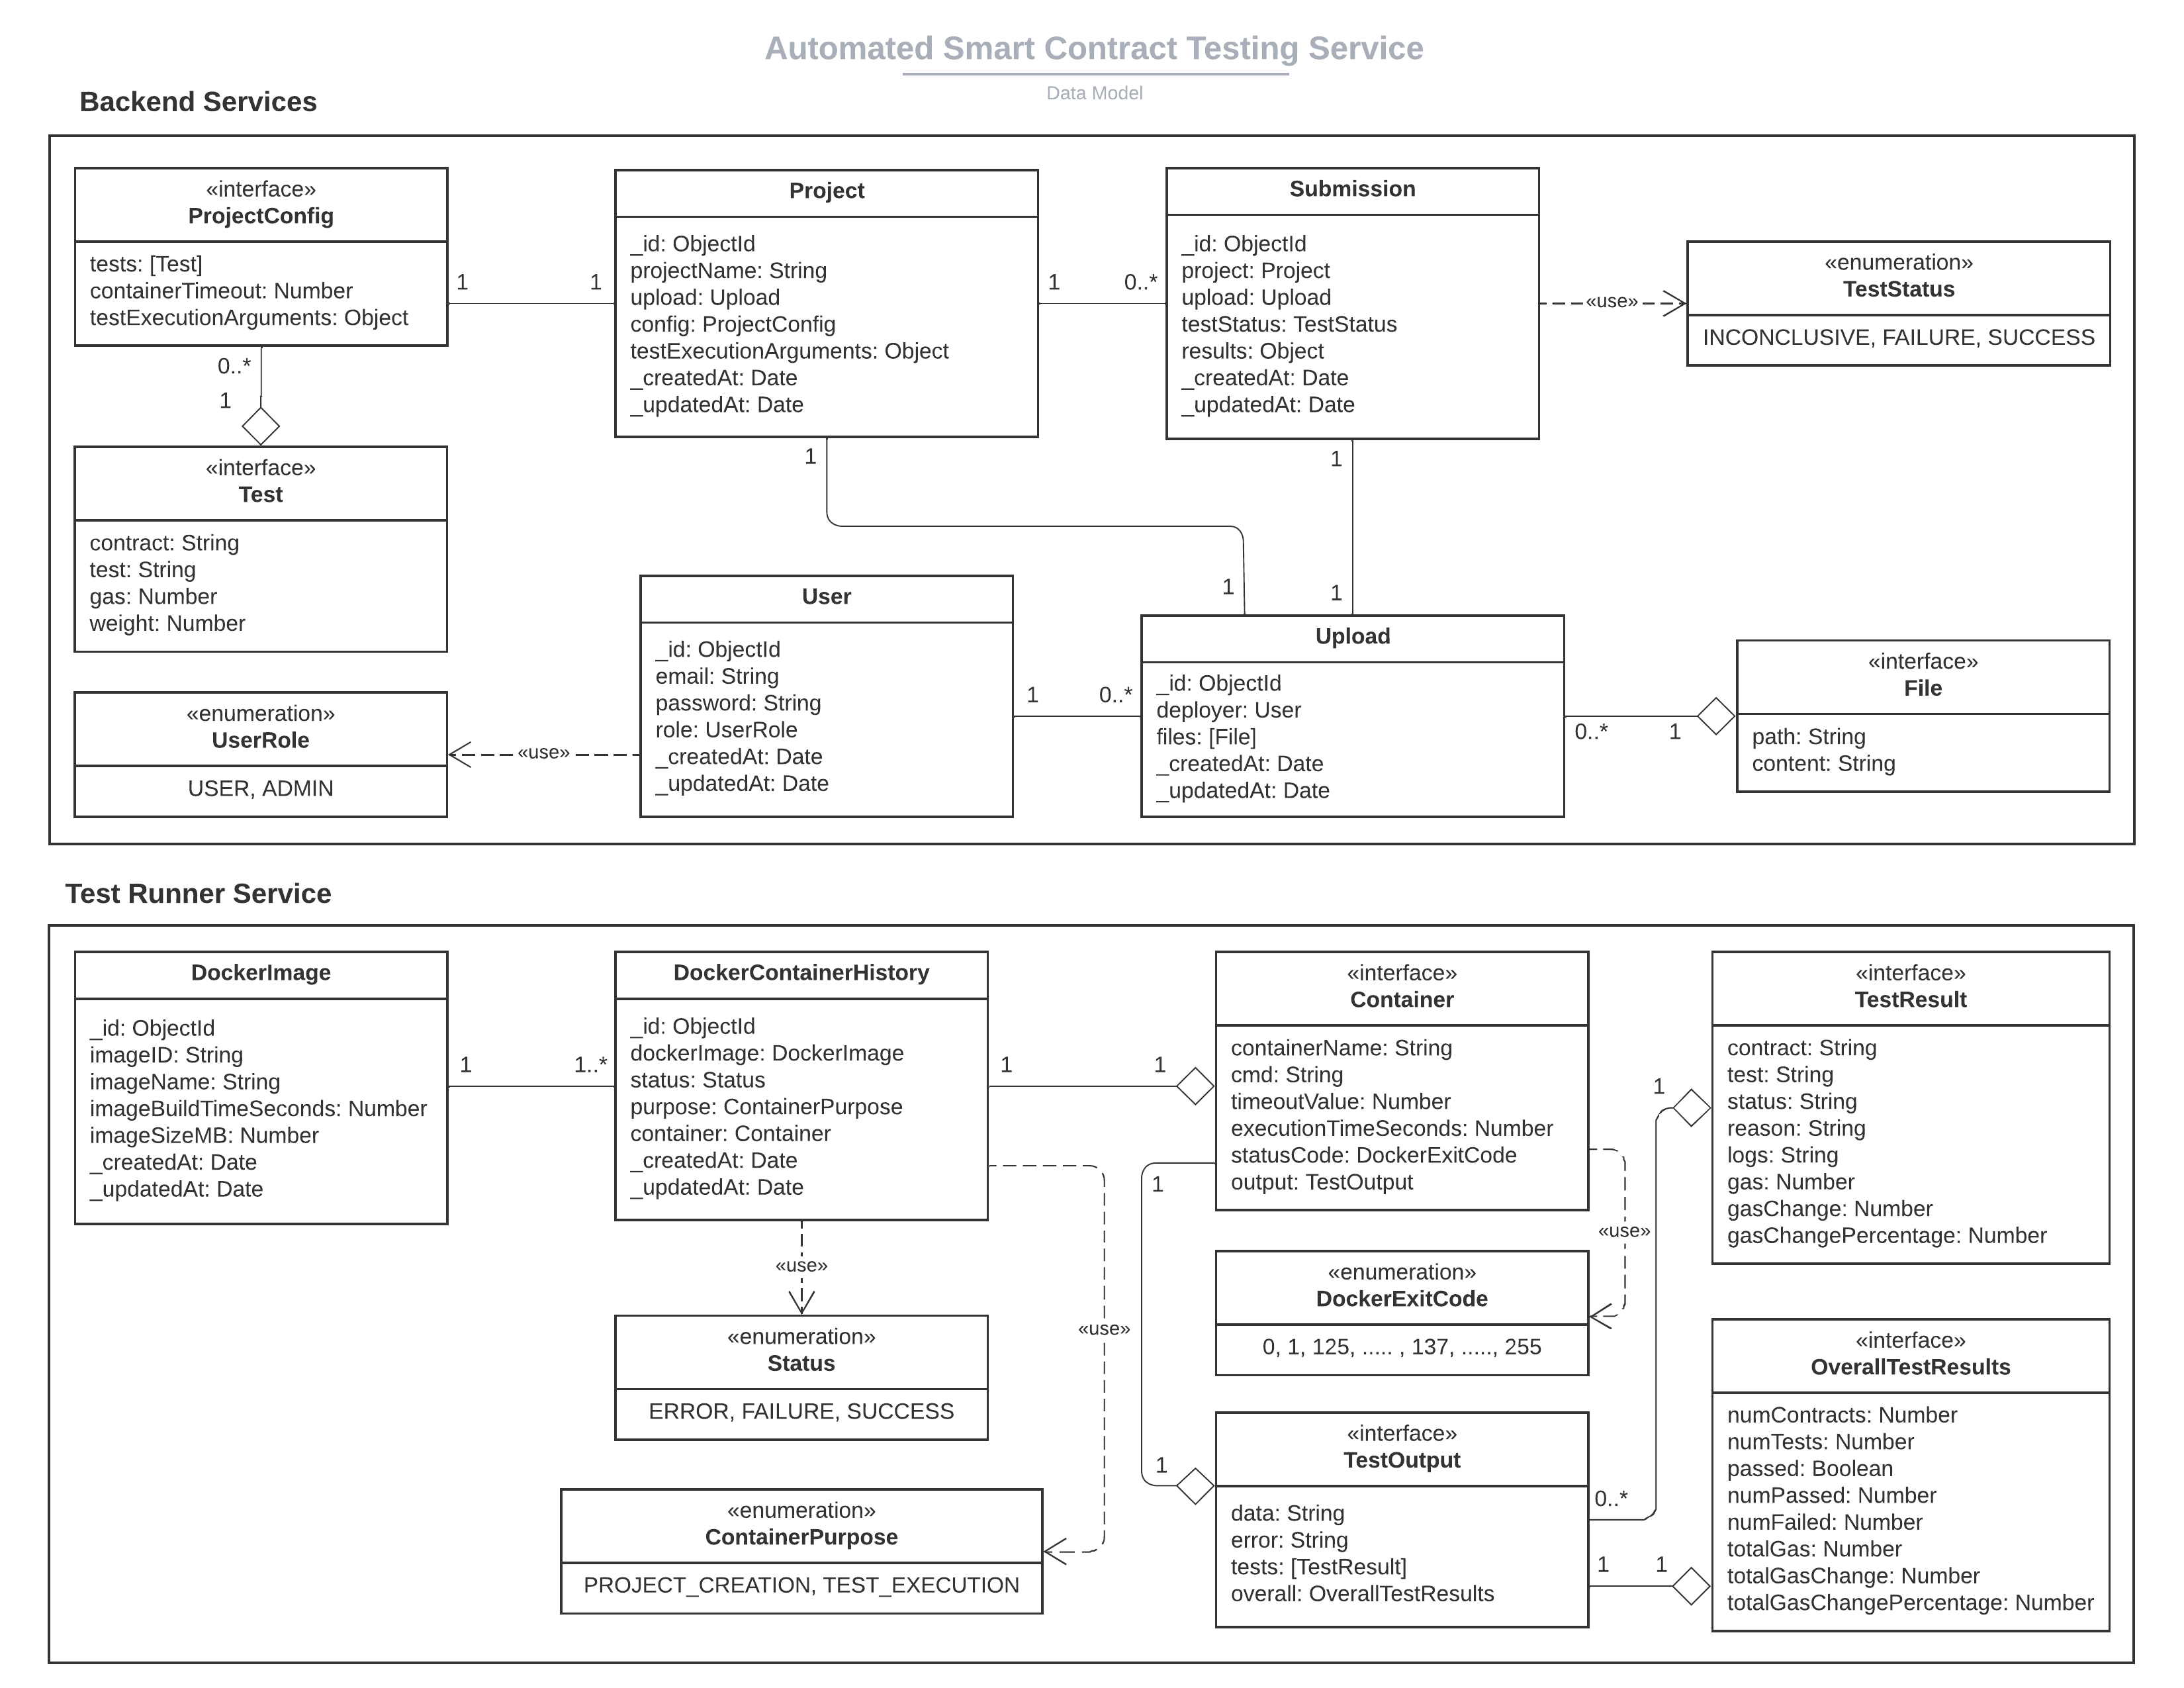 Automated Smart Contract Testing Service
Data Model
Backend Services
«interface»
ProjectConfig
tests: [Test]
containerTimeout: Number
testExecutionArguments: Object
1
1
Project
_id: ObjectId
projectName: String
upload: Upload
config: ProjectConfig
testExecutionArguments: Object
_createdAt: Date
_updatedAt: Date
1
0..*
Submission
_id: ObjectId
project: Project
upload: Upload
testStatus: TestStatus
results: Object
_createdAt: Date
_updatedAt: Date
«use»
«enumeration»
TestStatus
INCONCLUSIVE, FAILURE, SUCCESS
0..*
1
1
1
1
1
«interface»
Test
contract: String
test: String
gas: Number
weight: Number
«enumeration»
UserRole
USER, ADMIN
«use»
User
_id: ObjectId
email: String
password: String
role: UserRole
_createdAt: Date
_updatedAt: Date
1
0..*
Upload
_id: ObjectId
deployer: User
files: [File]
_createdAt: Date
_updatedAt: Date
0..*
1
«interface»
File
path: String
content: String
Test Runner Service
DockerImage
_id: ObjectId
imageID: String
imageName: String
imageBuildTimeSeconds: Number
imageSizeMB: Number
_createdAt: Date
_updatedAt: Date
1
1..*
DockerContainerHistory
_id: ObjectId
dockerImage: DockerImage
status: Status
purpose: ContainerPurpose
container: Container
_createdAt: Date
_updatedAt: Date
1
1
«interface»
Container
containerName: String
cmd: String
timeoutValue: Number
executionTimeSeconds: Number
statusCode: DockerExitCode
output: TestOutput
1
«interface»
TestResult
contract: String
test: String
status: String
reason: String
logs: String
gas: Number
gasChange: Number
gasChangePercentage: Number
1
«use»
«use»
«use»
«enumeration»
Status
ERROR, FAILURE, SUCCESS
«enumeration»
ContainerPurpose
PROJECT_CREATION, TEST_EXECUTION
«enumeration»
DockerExitCode
0, 1, 125, ..... , 137, ....., 255
1
«interface»
TestOutput
data: String
error: String
tests: [TestResult]
overall: OverallTestResults
0..*
1
1
«interface»
OverallTestResults
numContracts: Number
numTests: Number
passed: Boolean
numPassed: Number
numFailed: Number
totalGas: Number
totalGasChange: Number
totalGasChangePercentage: Number